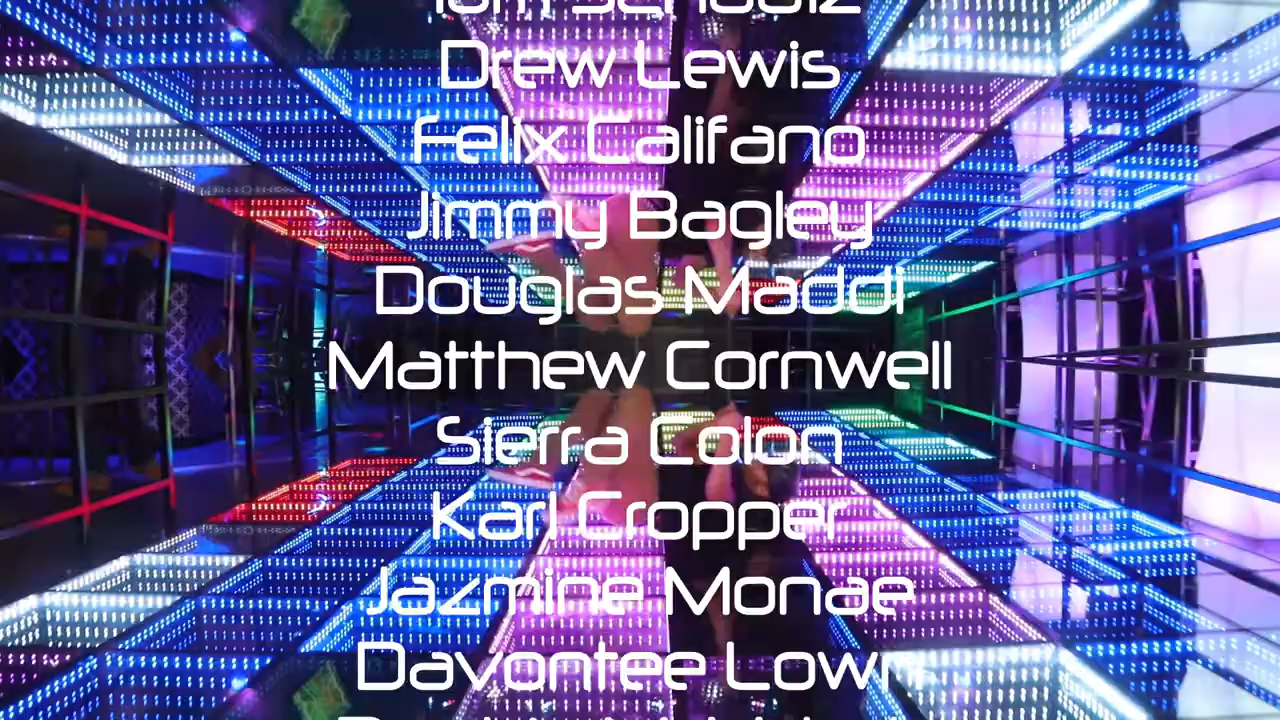 Drew Lewis
Felix Califano
Jimmy Bagley
Douglas Maddi
Matthew Cornwell
Sierra Colon
Karl Cropper
Jazmine Monae
Davontee Lown